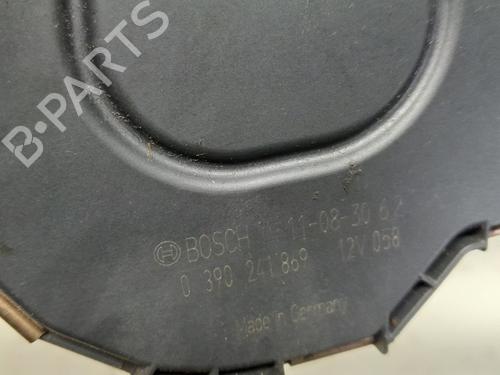 B·PARTS
BOSCH 11-08-30 62
0 390 241 869 12V 058
Made in Germany